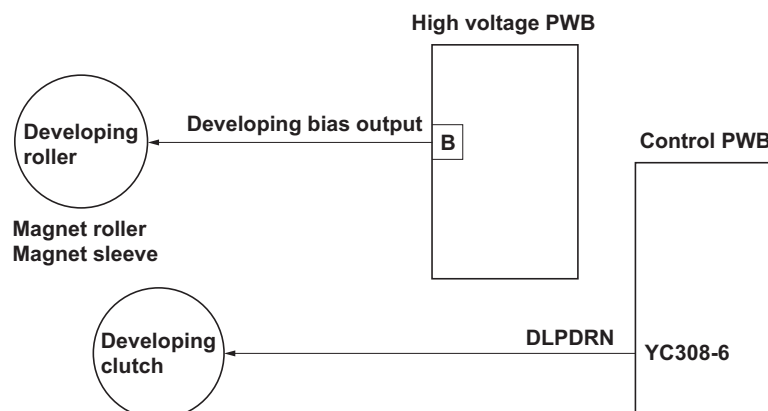 High voltage PWB
Developing
roller
Developing bias output
B
Control PWB
Magnet roller
Magnet sleeve
Developing
clutch
DLPDRN
YC308-6